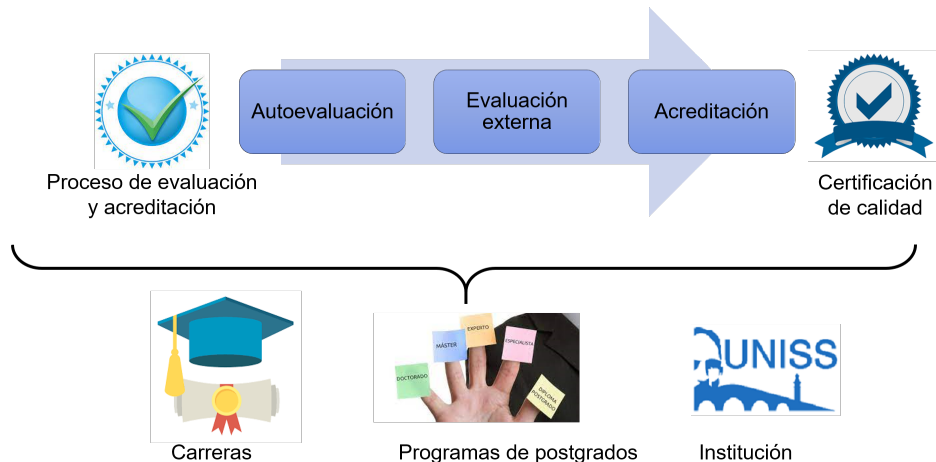 Autoevaluación
Evaluación
externa
Acreditación
Proceso de evaluación
y acreditación
Certificación
de calidad
DOCTORADO
MÁSTER
EXPERTO
ESPECIALISTA
DIPLOMA
POSTGRADO
UNISS
Carreras
Programas de postgrados
Institución